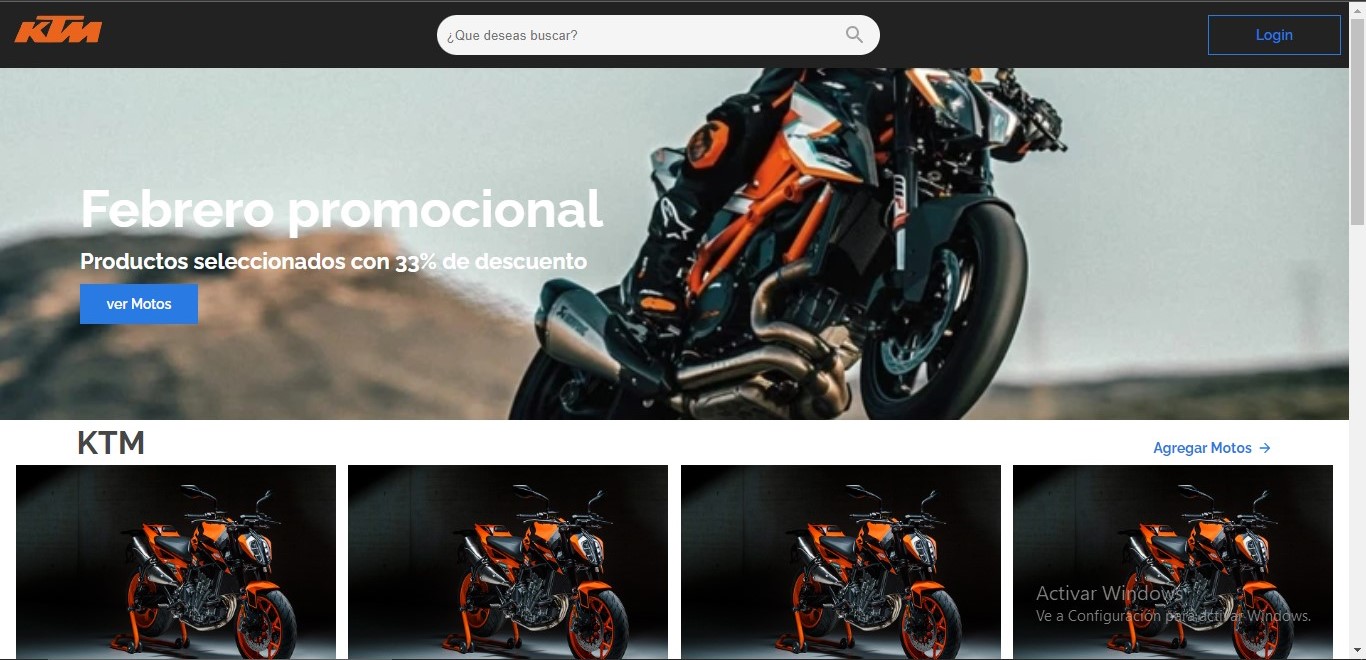 KTM
¿Que deseas buscar?
Login
Febrero promocional
Productos seleccionados con 33% de descuento
ver Motos
KTM
Agregar Motos →
Activar Windows
Ve a Configuración para activar Windows.